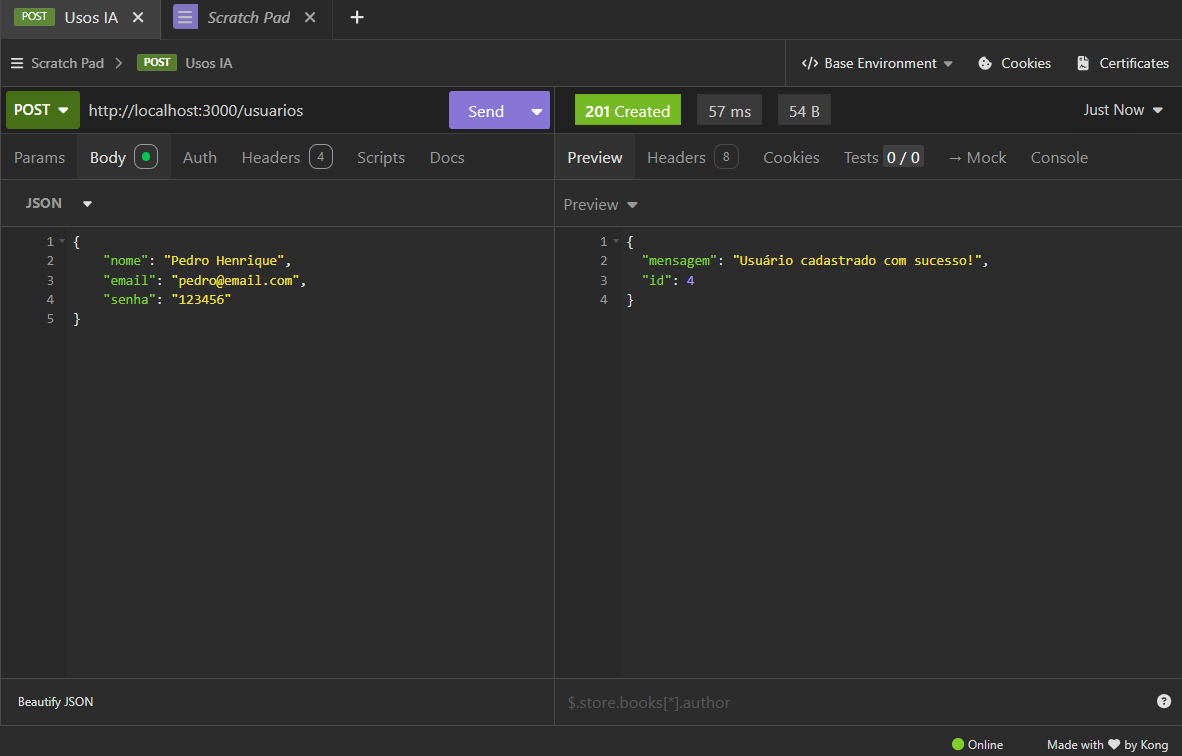 POST Usos IA Scratch Pad
Scratch Pad POST Usos IA Base Environment Cookies Certificates
POST http://localhost:3000/usuarios Send 201 Created 57 ms 54 B Just Now
Params Body Auth Headers 4 Scripts Docs
Preview Headers 8 Cookies Tests 0 / 0 → Mock Console
JSON
Preview
1 {
2 "nome": "Pedro Henrique",
3 "email": "pedro@email.com",
4 "senha": "123456"
5 }
1 {
2 "mensagem": "Usuário cadastrado com sucesso!",
3 "id": 4
4 }
Beautify JSON
$.store.books[*].author
Online Made with ♥ by Kong